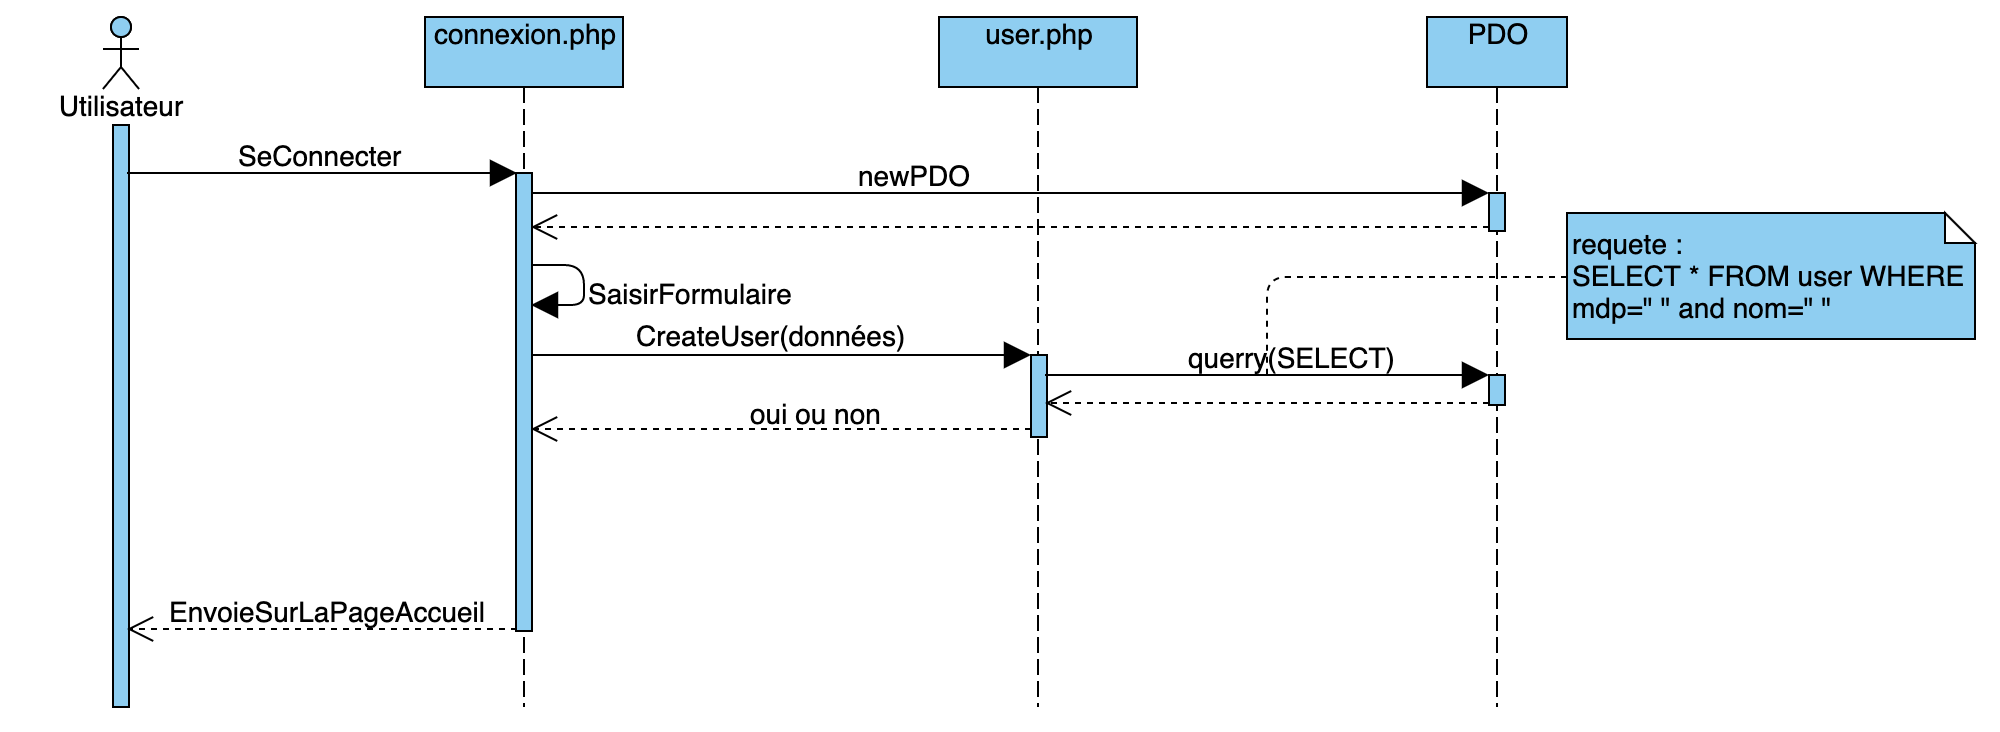 connexion.php
user.php
PDO
Utilisateur
SeConnecter
newPDO
requete :
SELECT * FROM user WHERE
mdp=" " and nom=" "
SaisirFormulaire
CreateUser(données)
querry(SELECT)
oui ou non
EnvoieSurLaPageAccueil